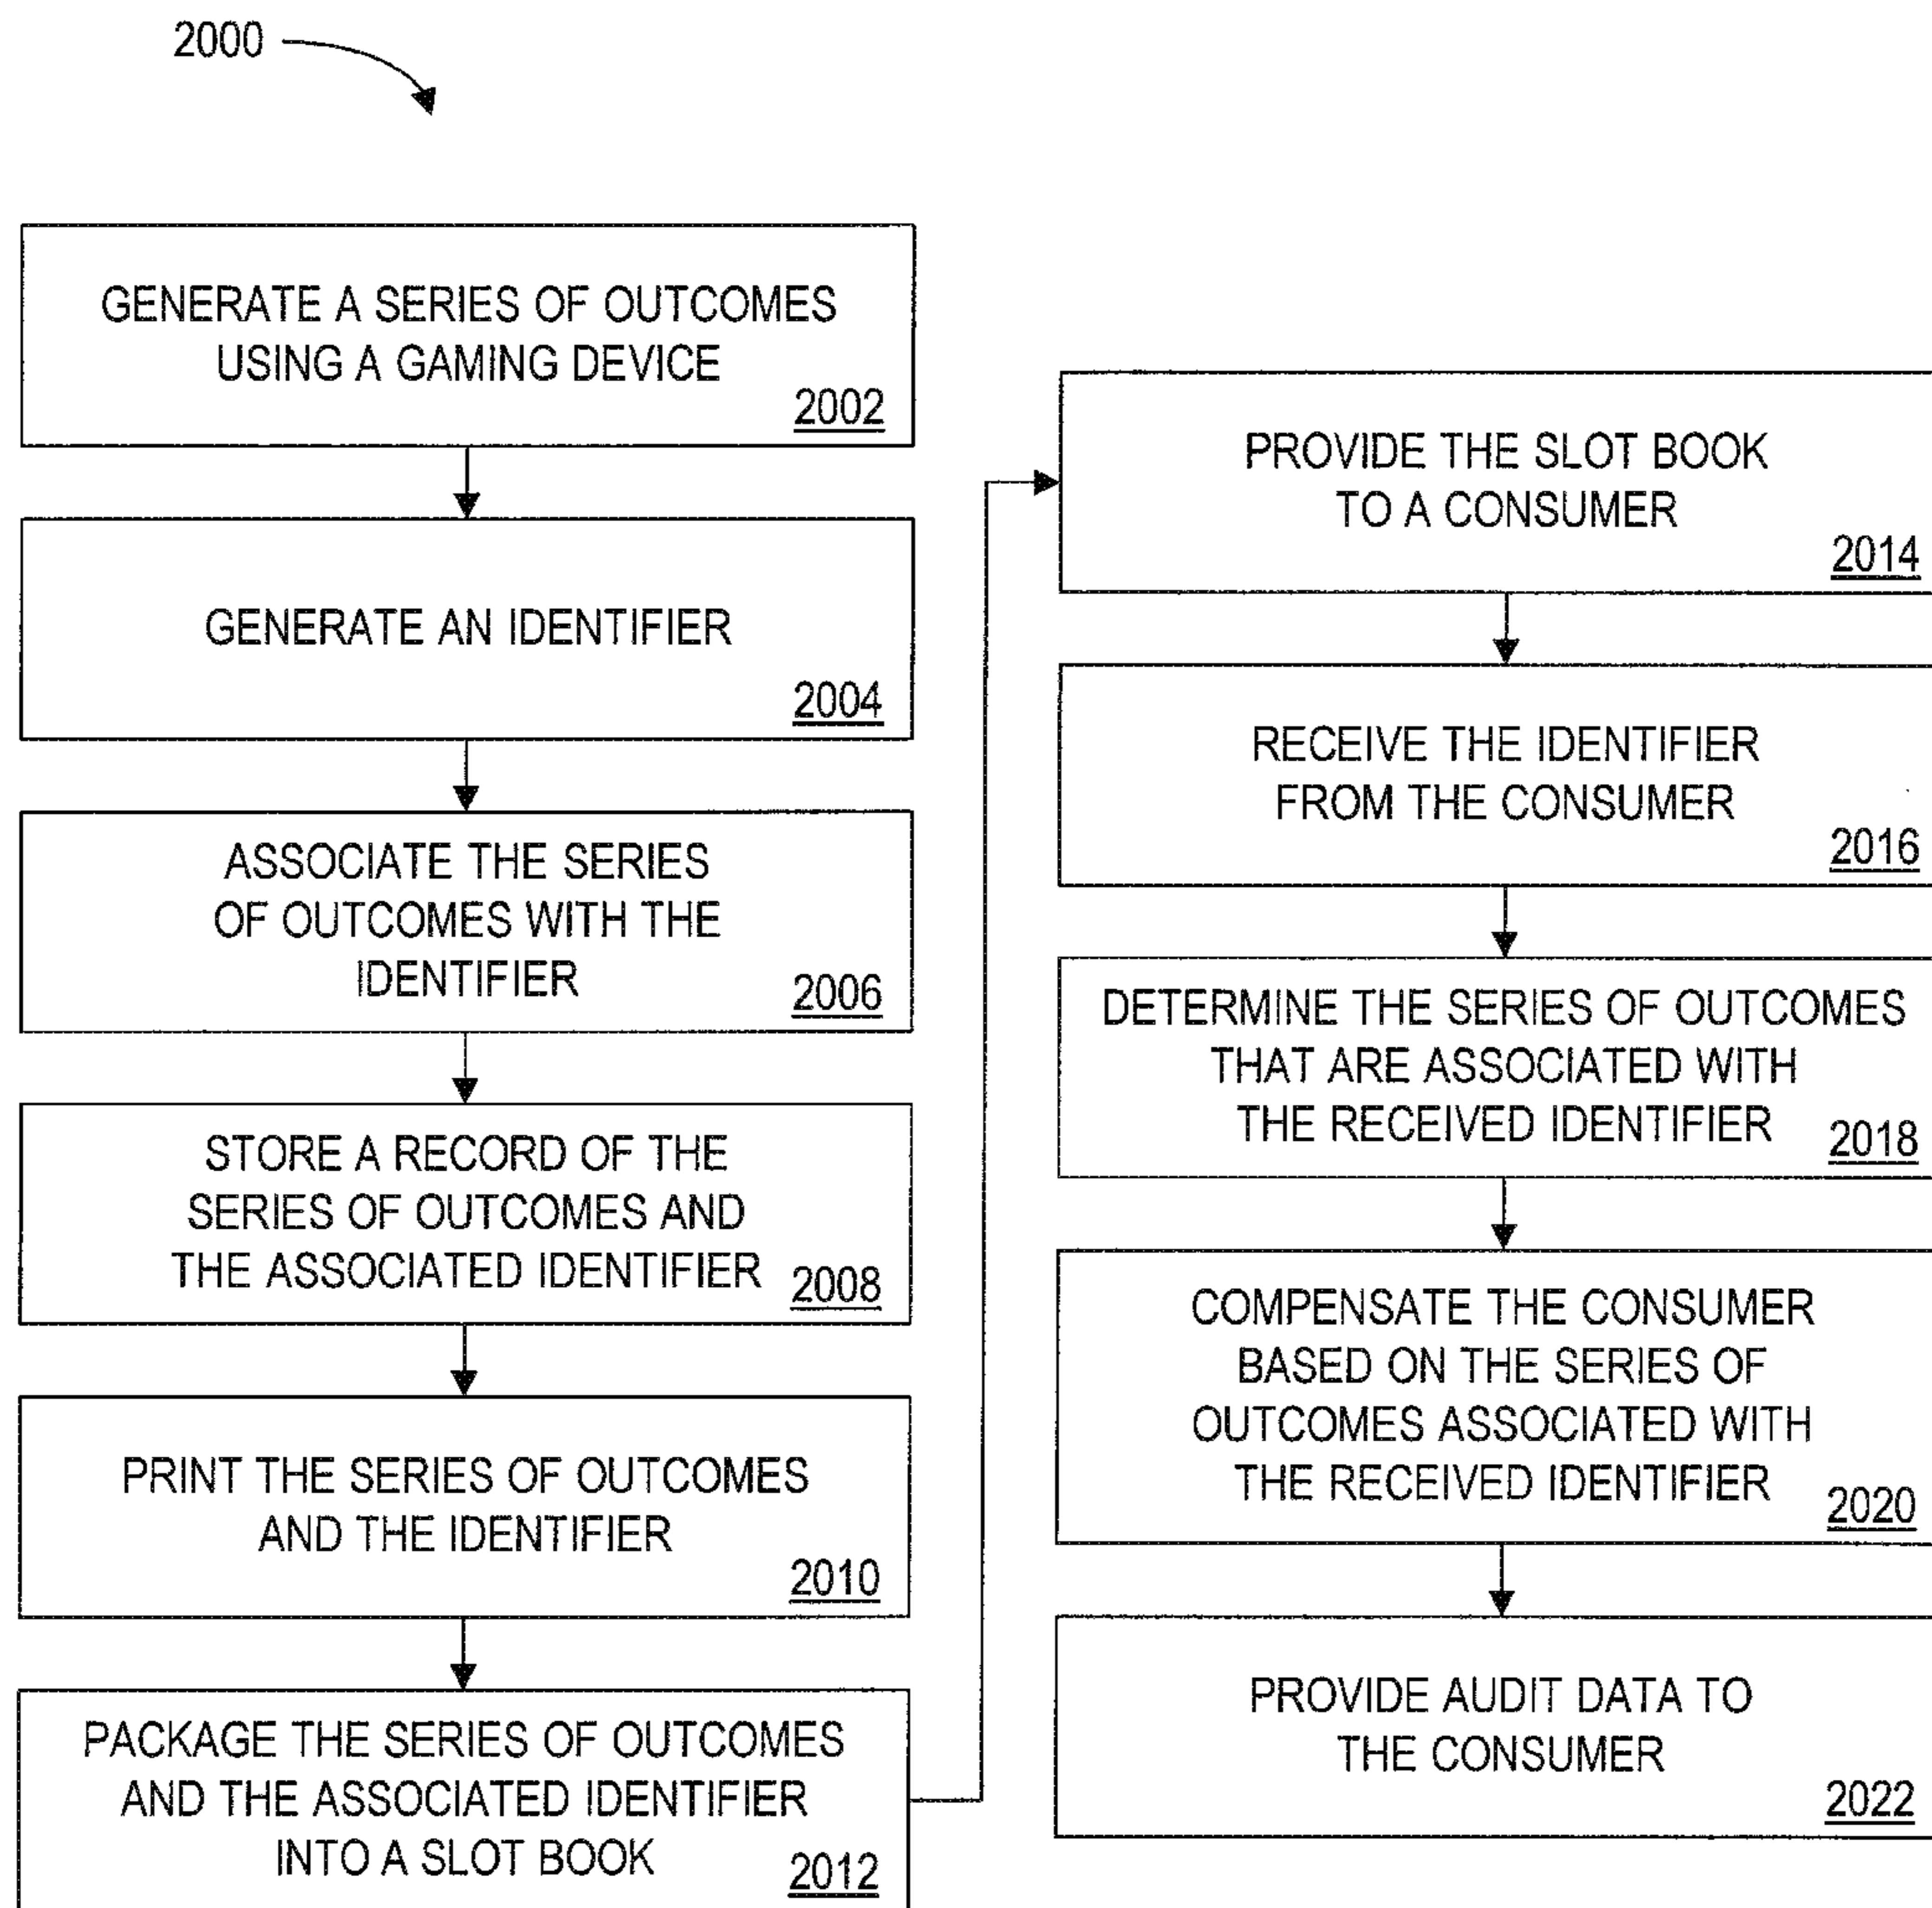 2000
GENERATE A SERIES OF OUTCOMES
USING A GAMING DEVICE
2002
GENERATE AN IDENTIFIER
2004
ASSOCIATE THE SERIES
OF OUTCOMES WITH THE
IDENTIFIER
2006
STORE A RECORD OF THE
SERIES OF OUTCOMES AND
THE ASSOCIATED IDENTIFIER
2008
PRINT THE SERIES OF OUTCOMES
AND THE IDENTIFIER
2010
PACKAGE THE SERIES OF OUTCOMES
AND THE ASSOCIATED IDENTIFIER
INTO A SLOT BOOK
2012
PROVIDE THE SLOT BOOK
TO A CONSUMER
2014
RECEIVE THE IDENTIFIER
FROM THE CONSUMER
2016
DETERMINE THE SERIES OF OUTCOMES
THAT ARE ASSOCIATED WITH
THE RECEIVED IDENTIFIER
2018
COMPENSATE THE CONSUMER
BASED ON THE SERIES OF
OUTCOMES ASSOCIATED WITH
THE RECEIVED IDENTIFIER
2020
PROVIDE AUDIT DATA TO
THE CONSUMER
2022